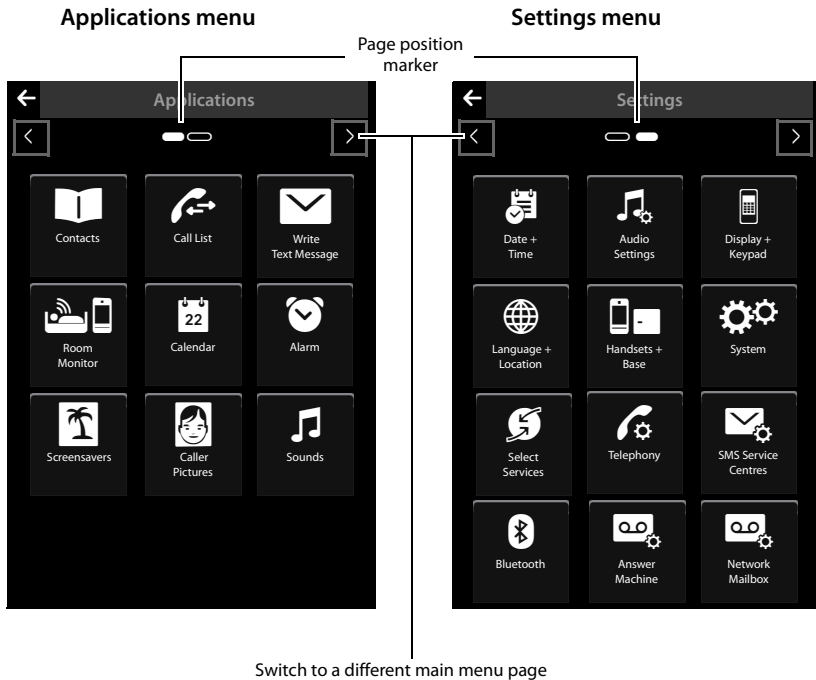 Applications menu
Settings menu
Page position
marker
Applications
Contacts
Call List
Write
Text Message
Room
Monitor
22
Calendar
Alarm
Screensavers
Caller
Pictures
Sounds
Settings
Date +
Time
Audio
Settings
Display +
Keypad
Language +
Location
Handsets +
Base
System
Select
Services
Telephony
SMS Service
Centres
Bluetooth
Answer
Machine
Network
Mailbox
Switch to a different main menu page